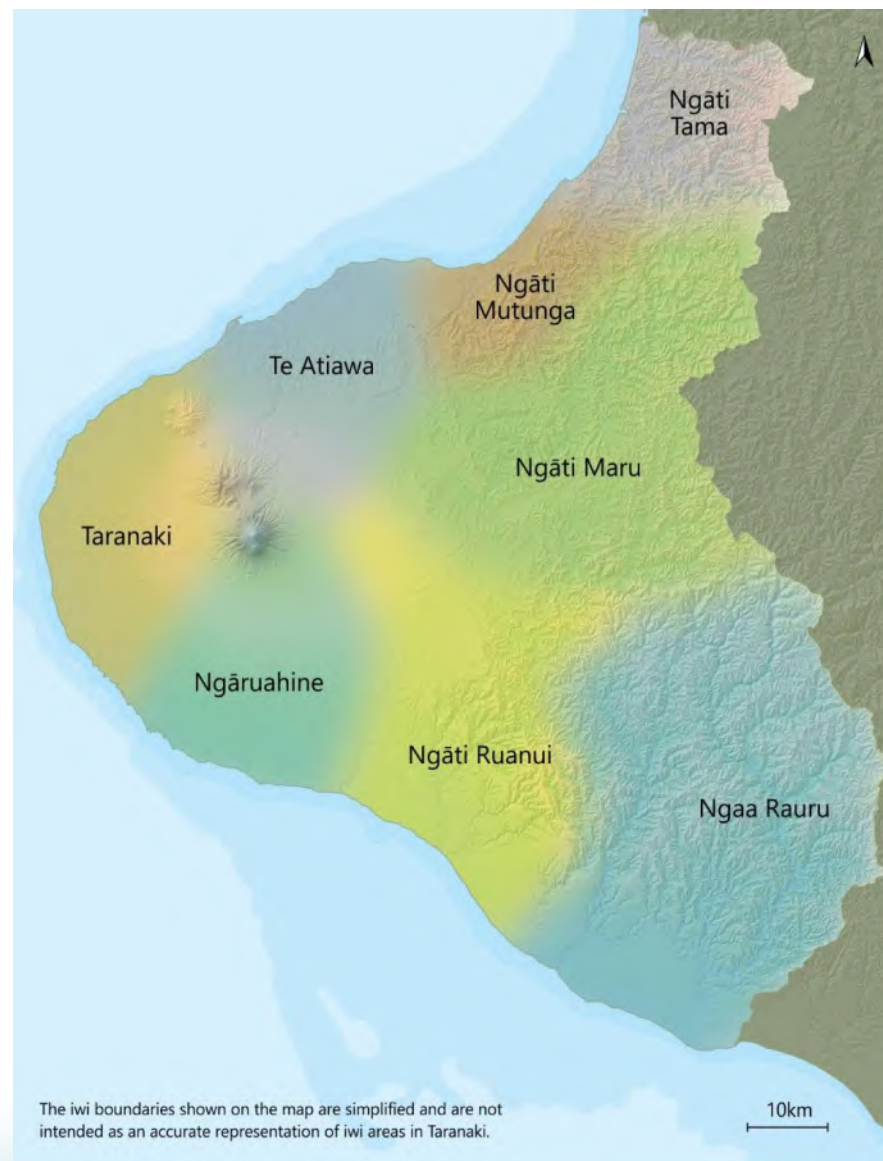 Ngāti
Tama
Ngāti
Mutunga
Te Atiawa
Ngāti Maru
Taranaki
Ngāruahine
Ngāti Ruanui
Ngaa Rauru
The iwi boundaries shown on the map are simplified and are not
intended as an accurate representation of iwi areas in Taranaki.
10km